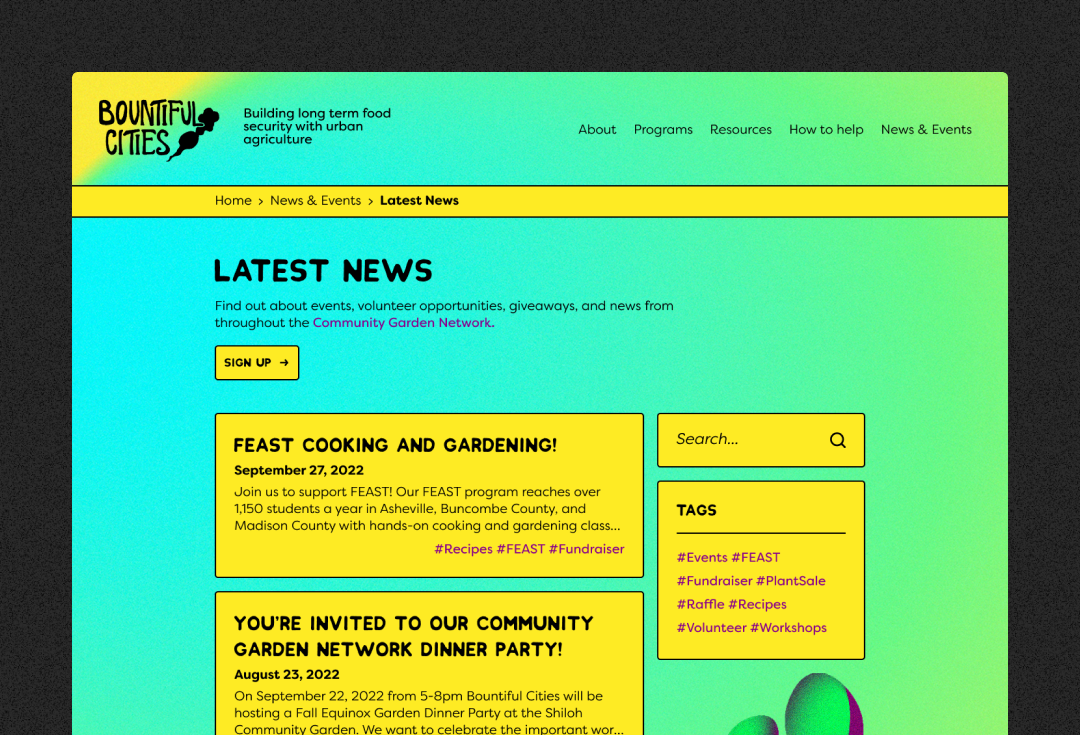 BOUNTIFUL
CITIES
Building long term food
security with urban
agriculture
About Programs Resources How to help News & Events
Home › News & Events › Latest News
LATEST NEWS
Find out about events, volunteer opportunities, giveaways, and news from
throughout the Community Garden Network.
SIGN UP →
FEAST COOKING AND GARDENING!
September 27, 2022
Join us to support FEAST! Our FEAST program reaches over
1,150 students a year in Asheville, Buncombe County, and
Madison County with hands-on cooking and gardening class...
#Recipes #FEAST #Fundraiser
YOU'RE INVITED TO OUR COMMUNITY
GARDEN NETWORK DINNER PARTY!
August 23, 2022
On September 22, 2022 from 5-8pm Bountiful Cities will be
hosting a Fall Equinox Garden Dinner Party at the Shiloh
Community Garden. We want to celebrate the important wor...
Search...
TAGS
#Events #FEAST
#Fundraiser #PlantSale
#Raffle #Recipes
#Volunteer #Workshops